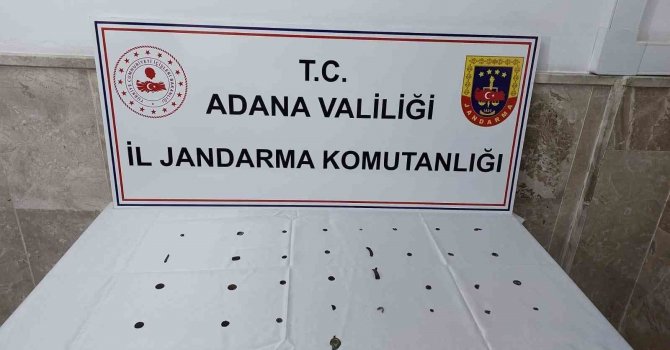 T.C.
ADANA VALİLİĞİ
İL JANDARMA KOMUTANLIĞI
JANDARMA